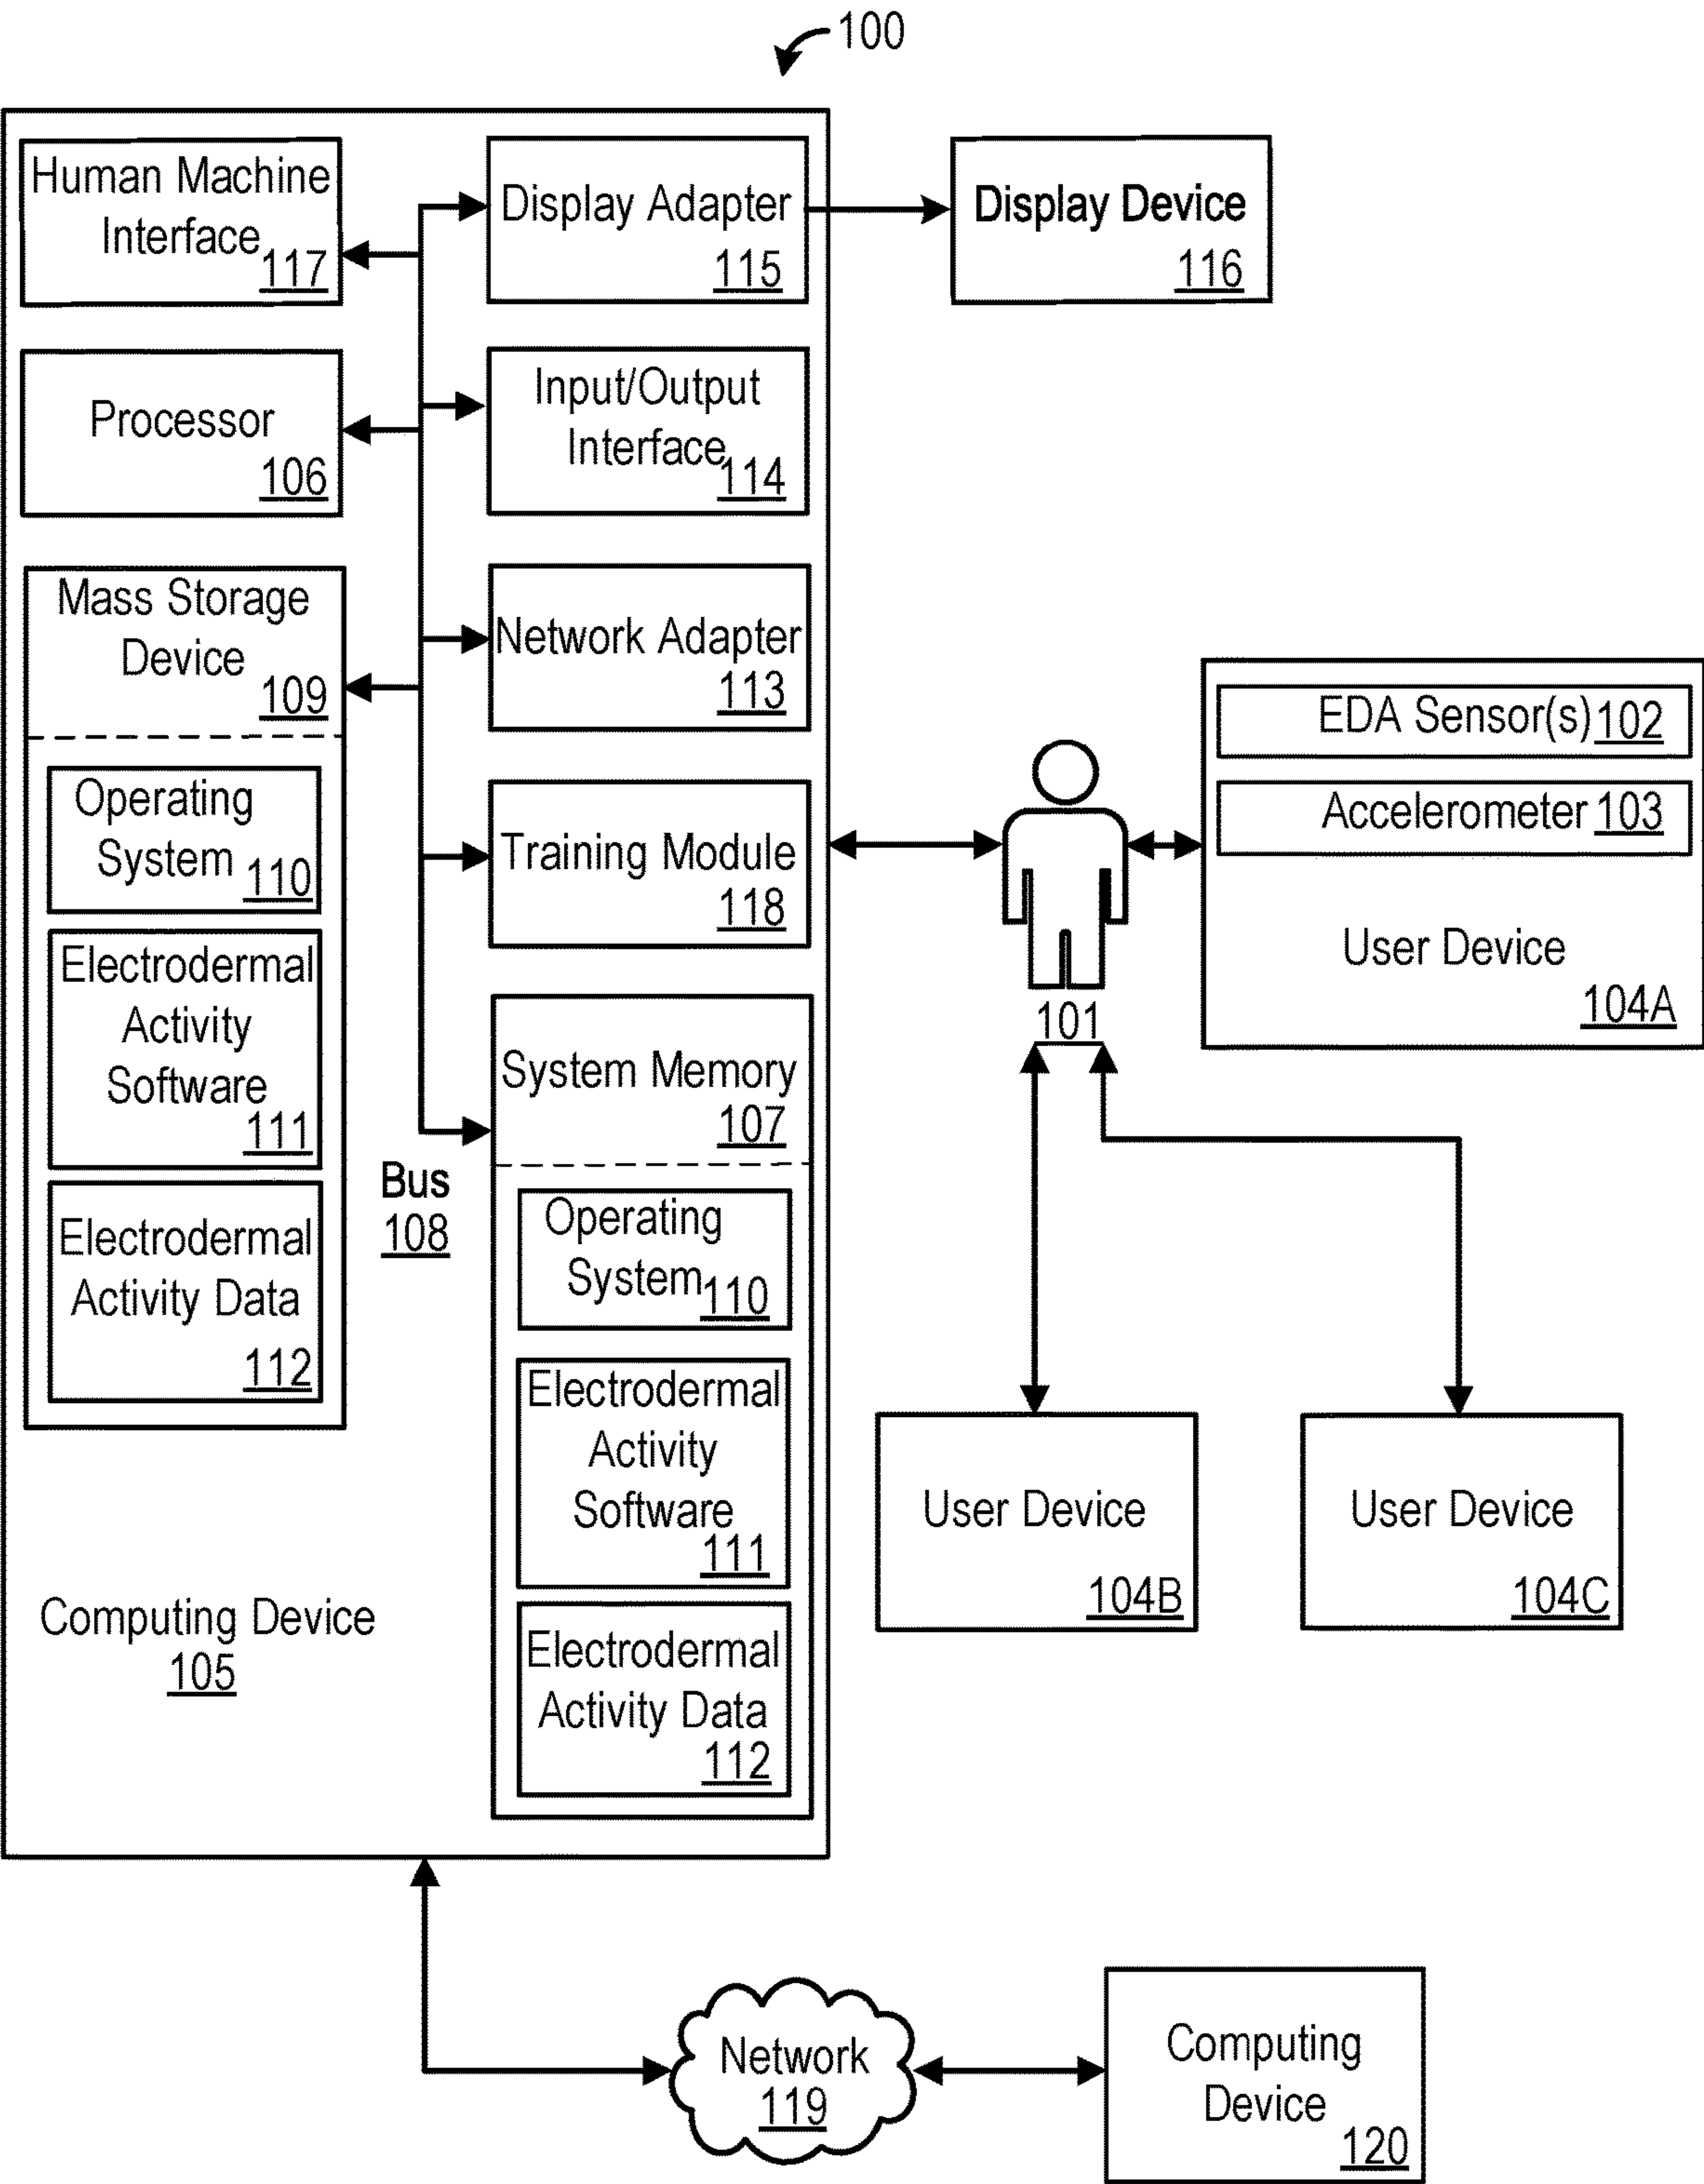 100
Human Machine
Interface
117
Display Adapter
115
Display Device
116
Processor
106
Input/Output
Interface
114
Mass Storage
Device
109
Network Adapter
113
Operating
System
110
Training Module
118
Electrodermal
Activity
Software
111
Electrodermal
Activity Data
112
Bus
108
System Memory
107
Operating
System
110
Electrodermal
Activity
Software
111
Electrodermal
Activity Data
112
Computing Device
105
101
EDA Sensor(s) 102
Accelerometer 103
User Device
104A
User Device
104B
User Device
104C
Network
119
Computing
Device
120